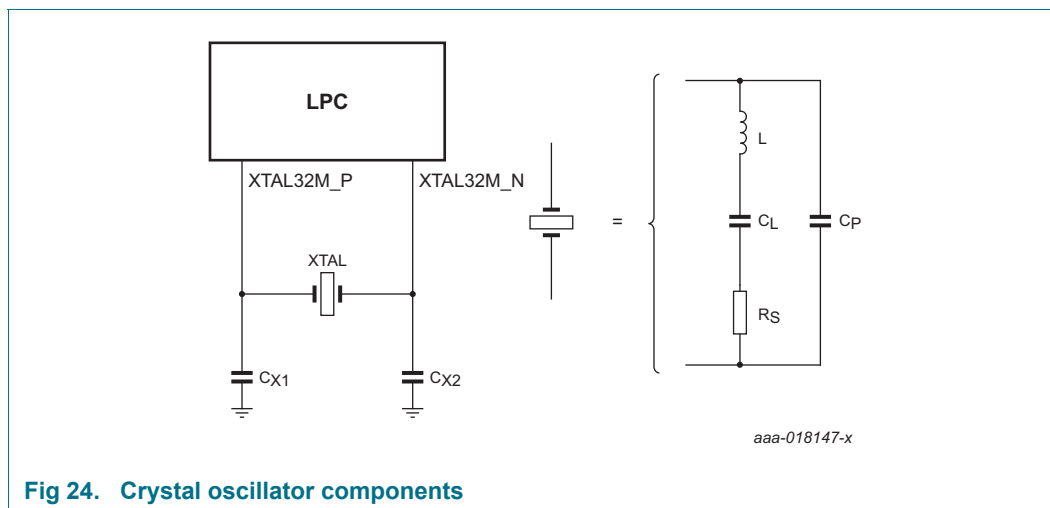 LPC
XTAL32M_P
XTAL32M_N
XTAL
CX1
CX2
=
L
CL
CP
RS
aaa-018147-x
Fig 24. Crystal oscillator components